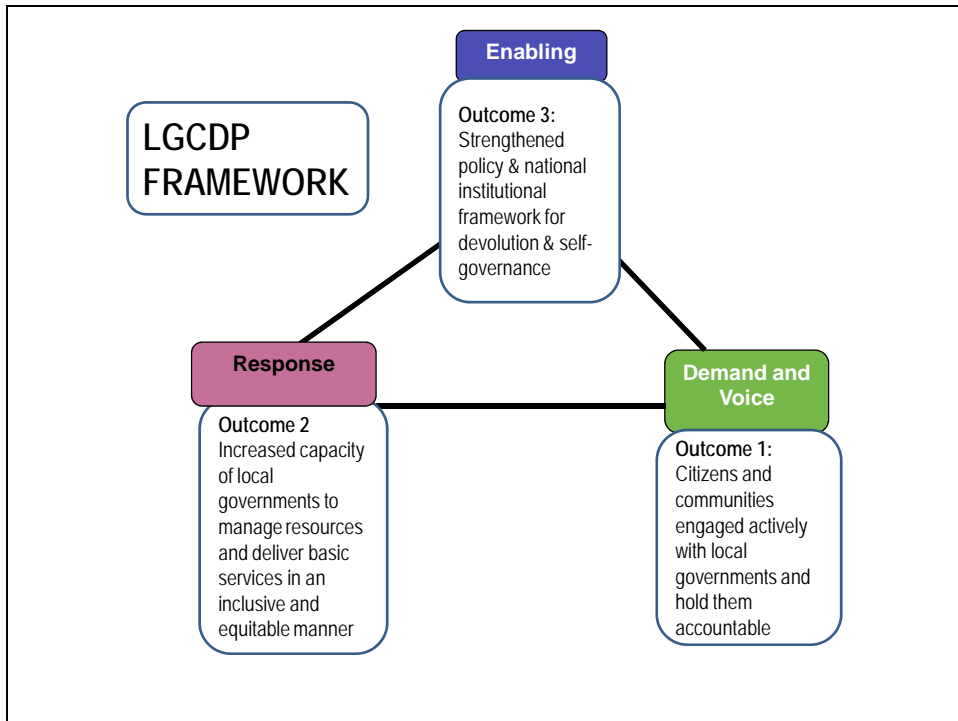 Enabling
LGCDP
FRAMEWORK
Outcome 3:
Strengthened
policy & national
institutional
framework for
devolution & self-
governance
Response
Outcome 2
Increased capacity
of local
governments to
manage resources
and deliver basic
services in an
inclusive and
equitable manner
Demand and
Voice
Outcome 1:
Citizens and
communities
engaged actively
with local
governments and
hold them
accountable